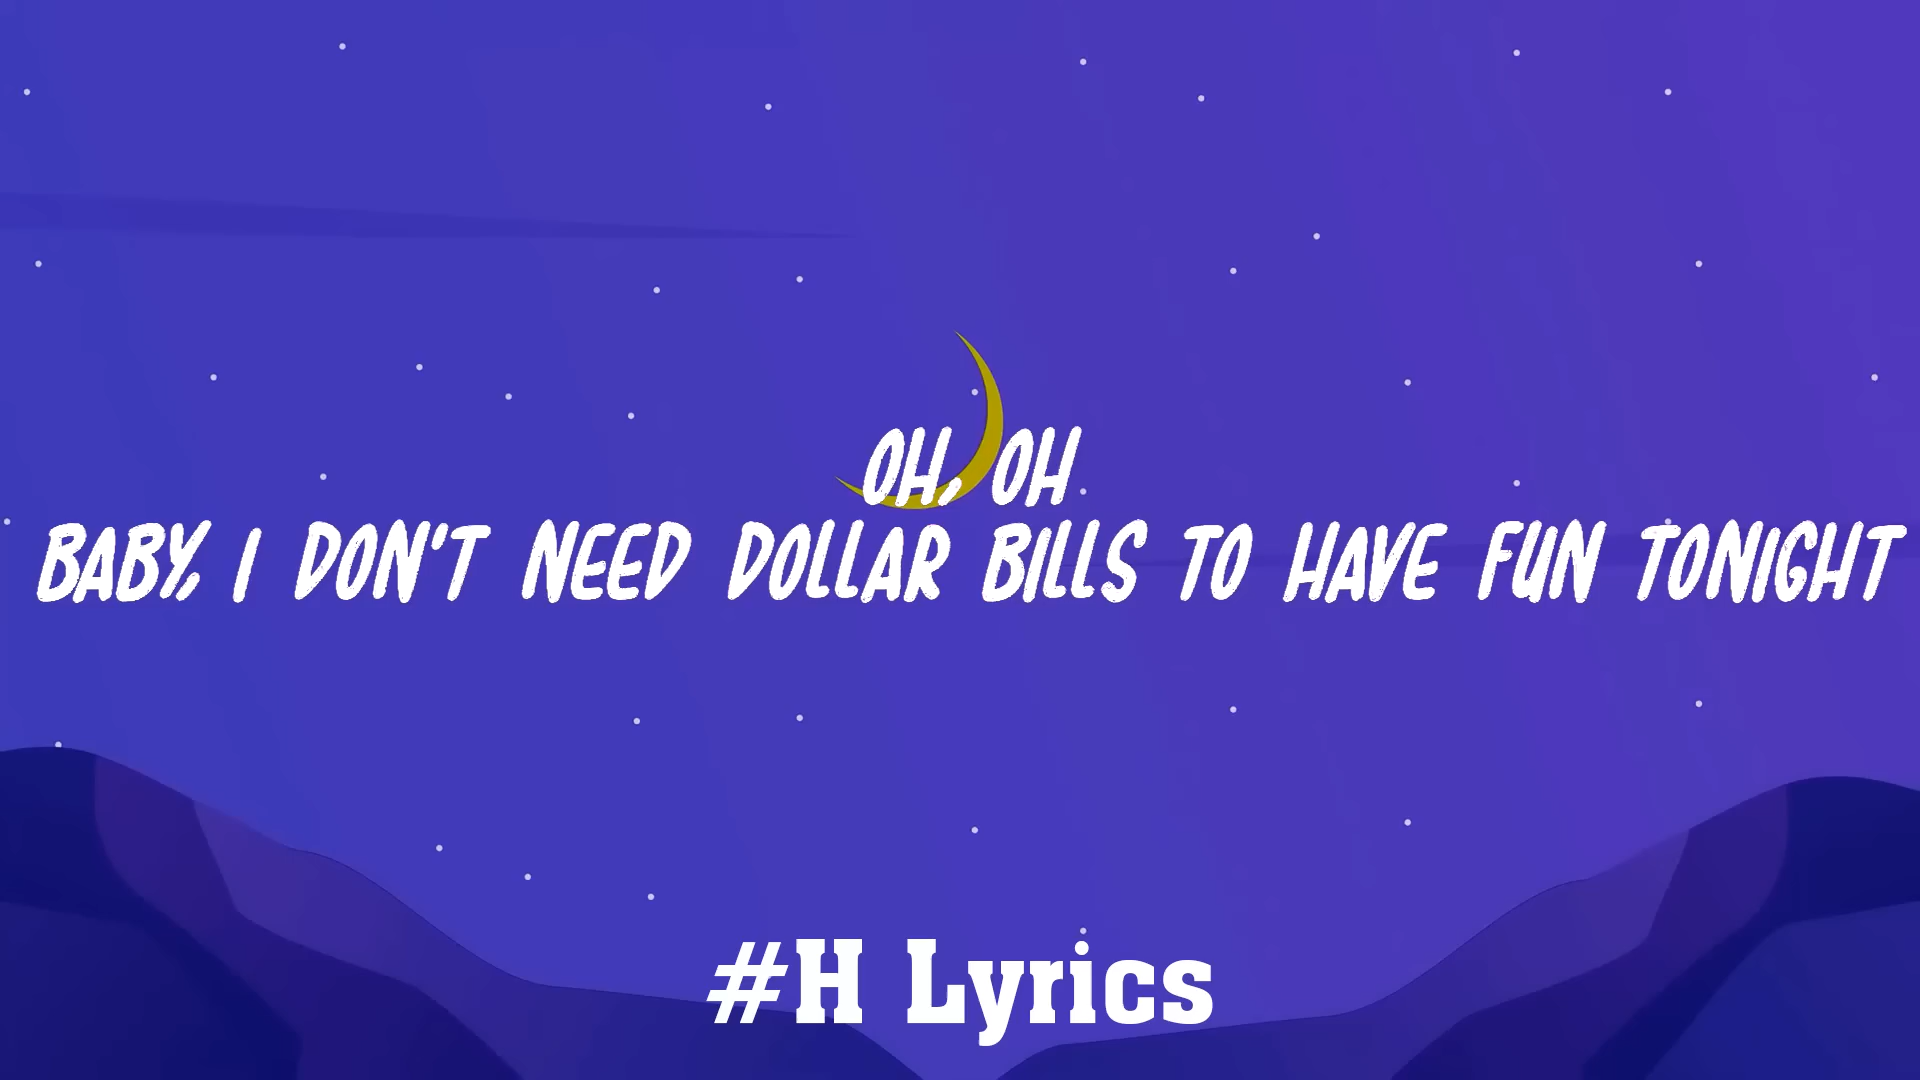 OH, OH
BABY, I DON'T NEED DOLLAR BILLS TO HAVE FUN TONIGHT
#H Lyrics